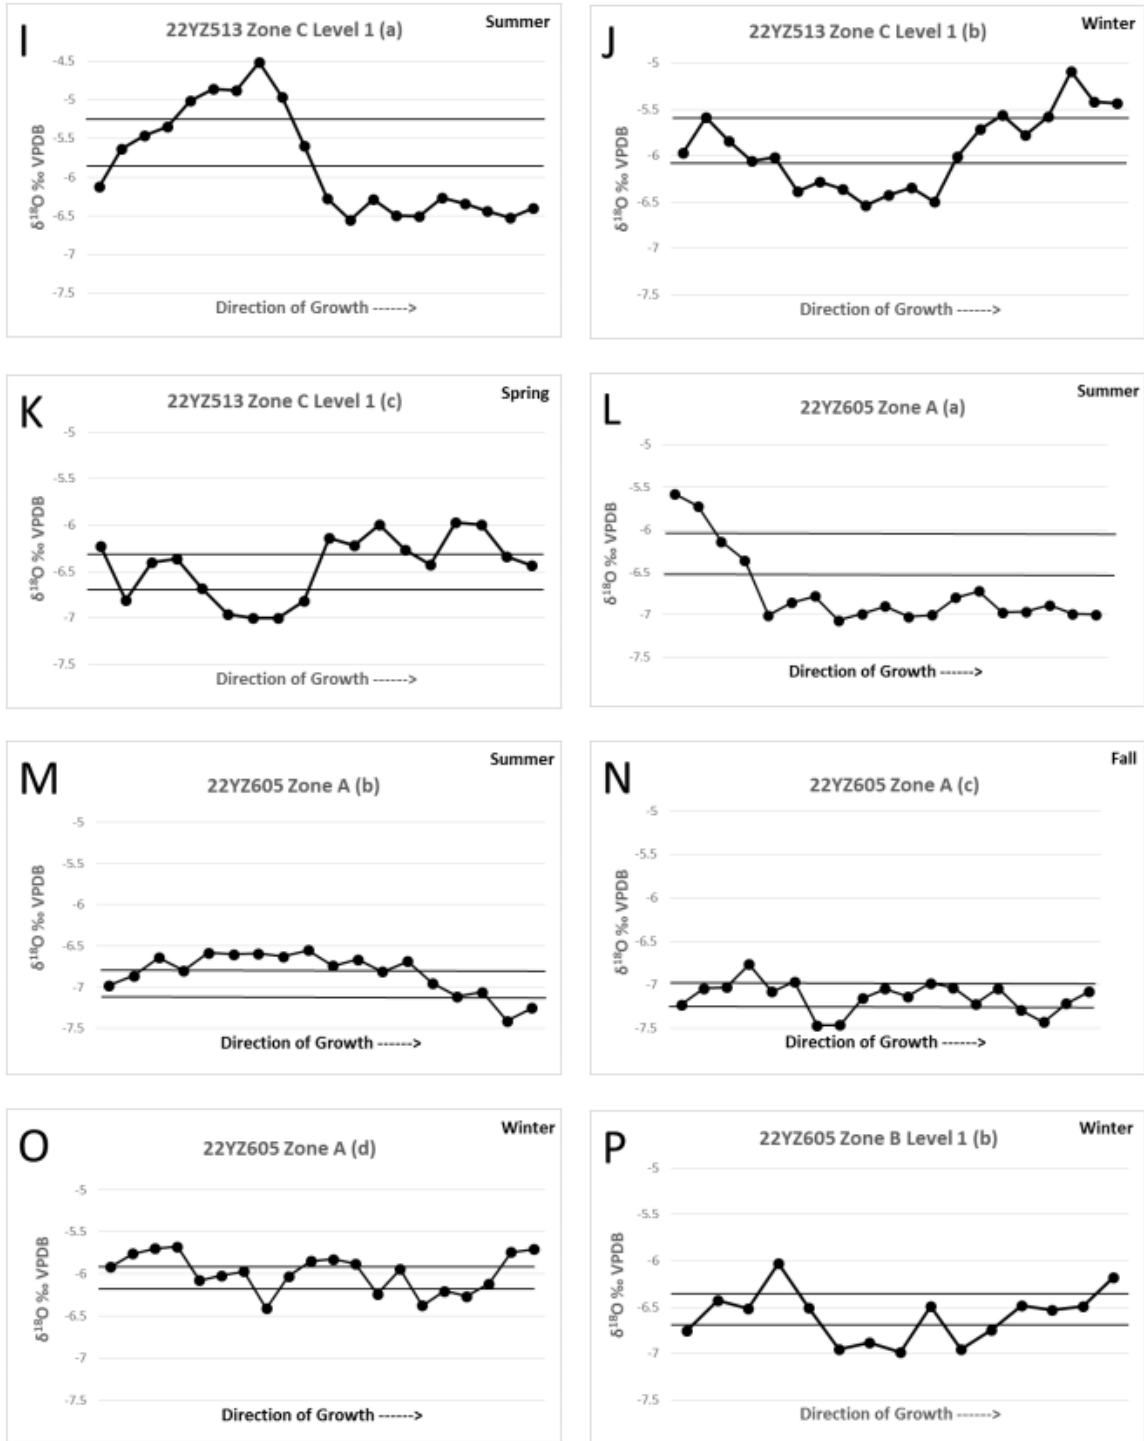 I
22YZ513 Zone C Level 1 (a)
Summer
-4.5
-5
-5.5
-6
-6.5
-7
-7.5
δ¹⁸O ‰ VPDB
Direction of Growth ------>
J
22YZ513 Zone C Level 1 (b)
Winter
-5
-5.5
-6
-6.5
-7
-7.5
δ¹⁸O ‰ VPDB
Direction of Growth ------>
K
22YZ513 Zone C Level 1 (c)
Spring
-5
-5.5
-6
-6.5
-7
-7.5
δ¹⁸O ‰ VPDB
Direction of Growth ------>
L
22YZ605 Zone A (a)
Summer
-5
-5.5
-6
-6.5
-7
-7.5
δ¹⁸O ‰ VPDB
Direction of Growth ------>
M
22YZ605 Zone A (b)
Summer
-5
-5.5
-6
-6.5
-7
-7.5
δ¹⁸O ‰ VPDB
Direction of Growth ------>
N
22YZ605 Zone A (c)
Fall
-5
-5.5
-6
-6.5
-7
-7.5
δ¹⁸O ‰ VPDB
Direction of Growth ------>
O
22YZ605 Zone A (d)
Winter
-5
-5.5
-6
-6.5
-7
-7.5
δ¹⁸O ‰ VPDB
Direction of Growth ------>
P
22YZ605 Zone B Level 1 (b)
Winter
-5
-5.5
-6
-6.5
-7
-7.5
δ¹⁸O ‰ VPDB
Direction of Growth ------>